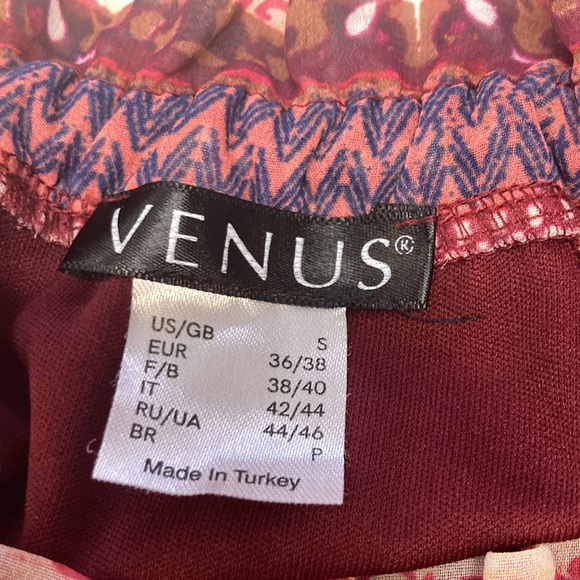 VENUS®
US/GB S
EUR 36/38
F/B 38/40
IT 42/44
RU/UA 44/46
BR P
Made In Turkey